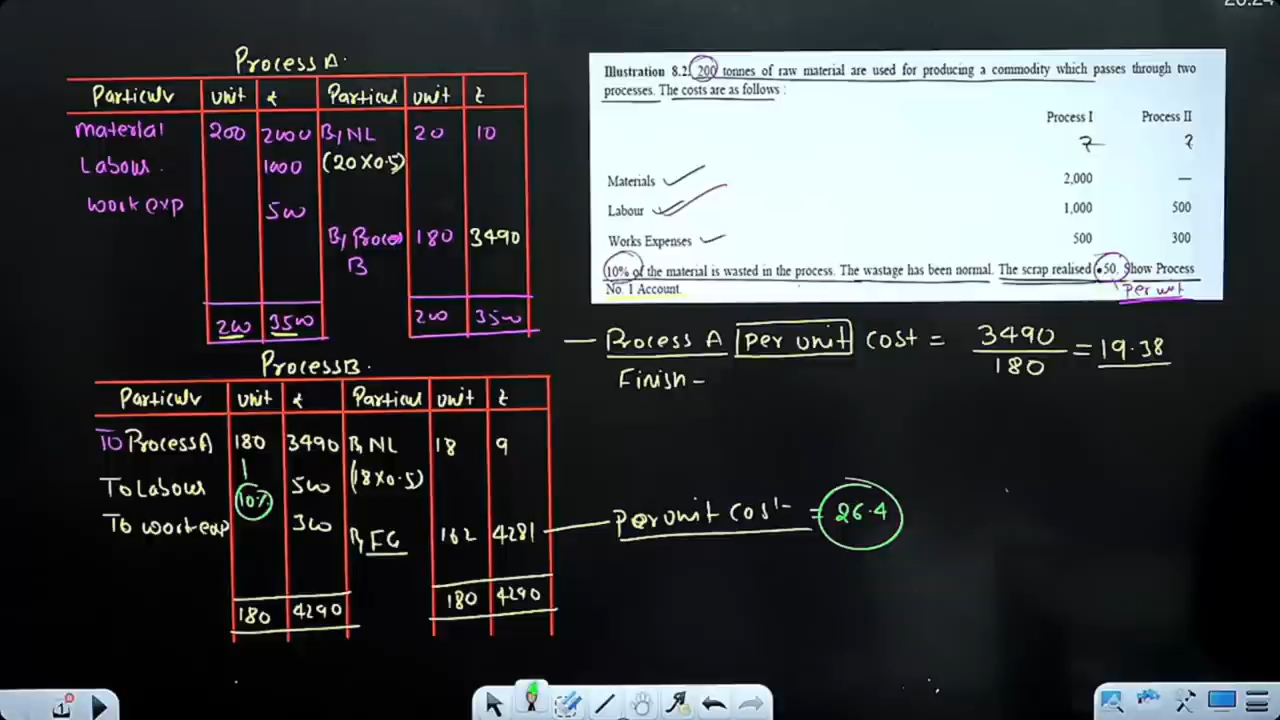 Process A.
Particulr unit ₹ Particul unit ₹
material 200 2000 By NL 20 10
Labour. 1000 (20×0.5)
work exp 500
By Process 180 3490
B
200 3500 200 3500
Illustration 8.2. 200 tonnes of raw material are used for producing a commodity which passes through two
processes. The costs are as follows :
Process I Process II
₹ ₹
Materials 2,000 —
Labour 1,000 500
Works Expenses 500 300
10% of the material is wasted in the process. The wastage has been normal. The scrap realised .50. Show Process
No. 1 Account.
Per unit
— Process A per unit cost = 3490/180 = 19.38
Finish –
Process B.
Particulr unit ₹ Particul unit ₹
To Process A 180 3490 By NL 18 9
To Labour 10% 500 (18×0.5)
To work exp 300
By FG 162 4281 — per unit cost = 26.4
180 4290 180 4290